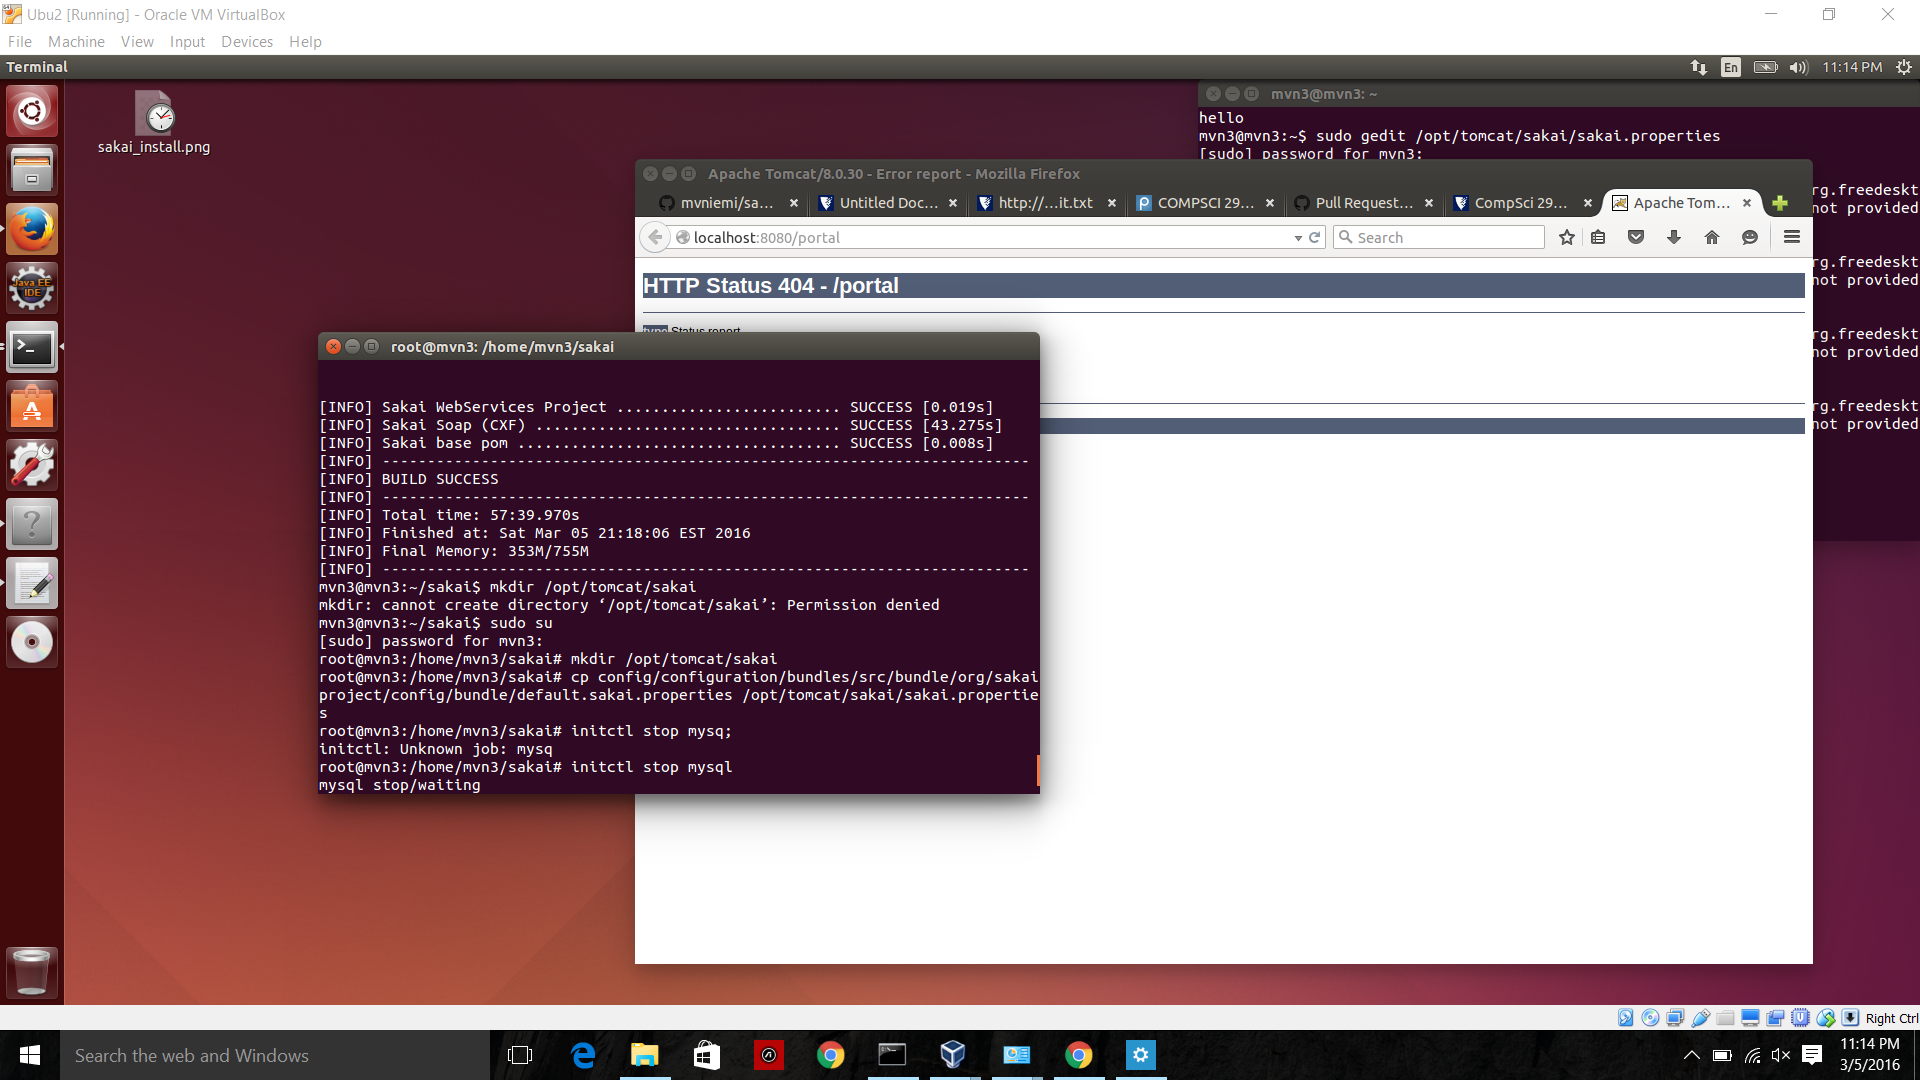 Ubu2 [Running] - Oracle VM VirtualBox
File Machine View Input Devices Help
Terminal
En
11:14 PM
sakai_install.png
mvn3@mvn3: ~
hello
mvn3@mvn3:~$ sudo gedit /opt/tomcat/sakai/sakai.properties
[sudo] password for mvn3:
rg.freedeskt
not provided
rg.freedeskt
not provided
rg.freedeskt
not provided
rg.freedeskt
not provided
Apache Tomcat/8.0.30 - Error report - Mozilla Firefox
mvniemi/sa...
Untitled Doc...
http://...it.txt
COMPSCI 29...
Pull Request...
CompSci 29...
Apache Tom...
localhost:8080/portal
Search
HTTP Status 404 - /portal
type Status report
root@mvn3: /home/mvn3/sakai
[INFO] Sakai WebServices Project ......................... SUCCESS [0.019s]
[INFO] Sakai Soap (CXF) .................................. SUCCESS [43.275s]
[INFO] Sakai base pom .................................... SUCCESS [0.008s]
[INFO] ------------------------------------------------------------------------
[INFO] BUILD SUCCESS
[INFO] ------------------------------------------------------------------------
[INFO] Total time: 57:39.970s
[INFO] Finished at: Sat Mar 05 21:18:06 EST 2016
[INFO] Final Memory: 353M/755M
[INFO] ------------------------------------------------------------------------
mvn3@mvn3:~/sakai$ mkdir /opt/tomcat/sakai
mkdir: cannot create directory ‘/opt/tomcat/sakai’: Permission denied
mvn3@mvn3:~/sakai$ sudo su
[sudo] password for mvn3:
root@mvn3:/home/mvn3/sakai# mkdir /opt/tomcat/sakai
root@mvn3:/home/mvn3/sakai# cp config/configuration/bundles/src/bundle/org/sakai
project/config/bundle/default.sakai.properties /opt/tomcat/sakai/sakai.propertie
s
root@mvn3:/home/mvn3/sakai# initctl stop mysq;
initctl: Unknown job: mysq
root@mvn3:/home/mvn3/sakai# initctl stop mysql
mysql stop/waiting
Java EE
IDE
Right Ctrl
Search the web and Windows
11:14 PM
3/5/2016